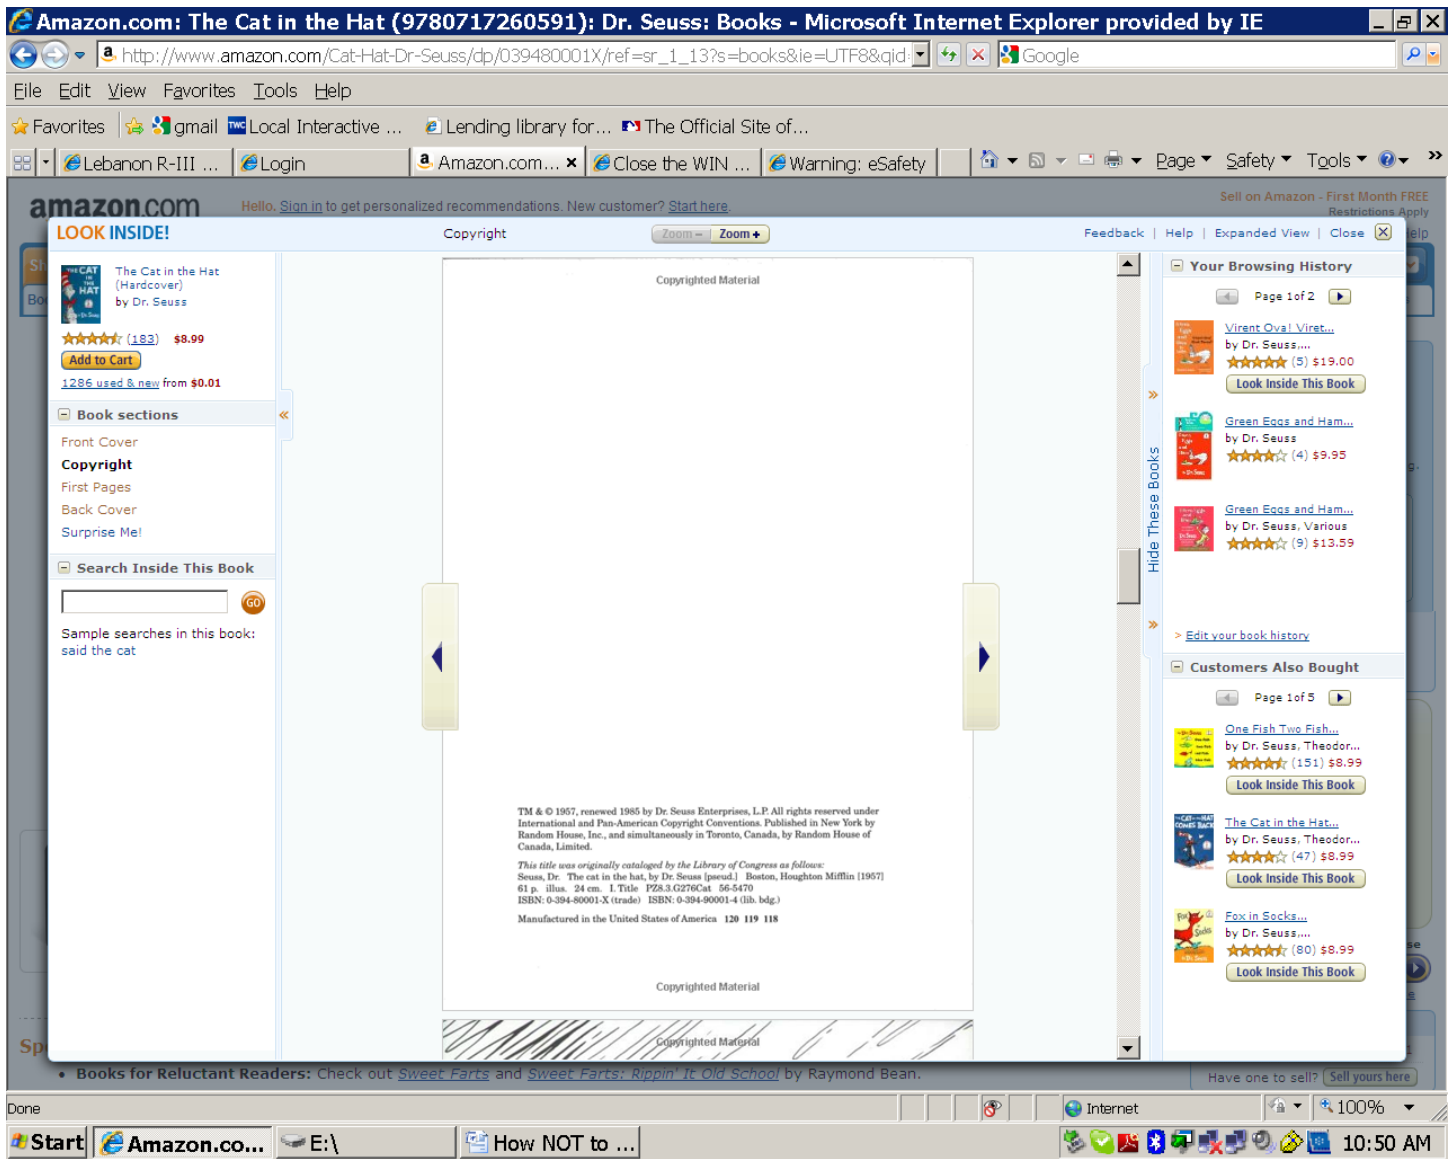 Amazon.com: The Cat in the Hat (9780717260591): Dr. Seuss: Books - Microsoft Internet Explorer provided by IE
http://www.amazon.com/Cat-Hat-Dr-Seuss/dp/039480001X/ref=sr_1_13?s=books&ie=UTF8&qid
Google
File Edit View Favorites Tools Help
Favorites gmail Local Interactive ... Lending library for... The Official Site of...
Lebanon R-III ... Login Amazon.com... Close the WIN ... Warning: eSafety Page Safety Tools
amazon.com Hello. Sign in to get personalized recommendations. New customer? Start here.
Sell on Amazon - First Month FREE
Restrictions Apply
LOOK INSIDE! Copyright Zoom – Zoom + Feedback | Help | Expanded View | Close
The Cat in the Hat
(Hardcover)
by Dr. Seuss
(183) $8.99
Add to Cart
1286 used & new from $0.01
Book sections
Front Cover
Copyright
First Pages
Back Cover
Surprise Me!
Search Inside This Book
GO
Sample searches in this book:
said the cat
Copyrighted Material
TM & © 1957, renewed 1985 by Dr. Seuss Enterprises, L.P. All rights reserved under
International and Pan-American Copyright Conventions. Published in New York by
Random House, Inc., and simultaneously in Toronto, Canada, by Random House of
Canada, Limited.
This title was originally cataloged by the Library of Congress as follows:
Seuss, Dr. The cat in the hat, by Dr. Seuss [pseud.] Boston, Houghton Mifflin [1957]
61 p. illus. 24 cm. I. Title PZ8.3.G276Cat 56-5470
ISBN: 0-394-80001-X (trade) ISBN: 0-394-90001-4 (lib. bdg.)
Manufactured in the United States of America 120 119 118
Copyrighted Material
Copyrighted Material
Hide These Books
Your Browsing History
Page 1 of 2
Virent Ova! Viret...
by Dr. Seuss,...
(5) $19.00
Look Inside This Book
Green Eggs and Ham...
by Dr. Seuss
(4) $9.95
Green Eggs and Ham...
by Dr. Seuss, Various
(9) $13.59
> Edit your book history
Customers Also Bought
Page 1 of 5
One Fish Two Fish...
by Dr. Seuss, Theodor...
(151) $8.99
Look Inside This Book
The Cat in the Hat...
by Dr. Seuss, Theodor...
(47) $8.99
Look Inside This Book
Fox in Socks...
by Dr. Seuss,...
(80) $8.99
Look Inside This Book
• Books for Reluctant Readers: Check out Sweet Farts and Sweet Farts: Rippin' It Old School by Raymond Bean.
Have one to sell? Sell yours here
Done Internet 100%
Start Amazon.co... E:\ How NOT to ... 10:50 AM